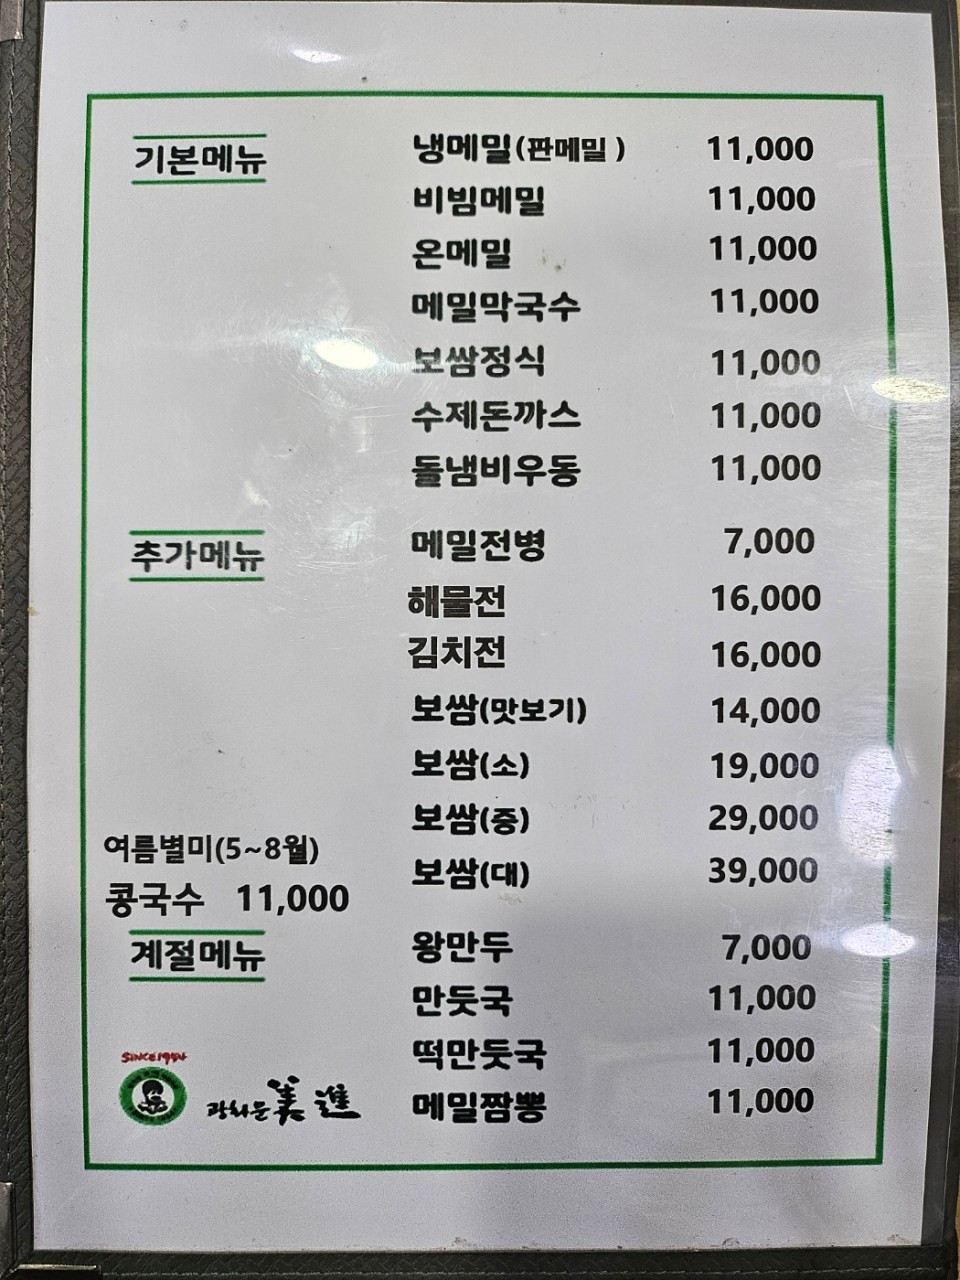 기본메뉴
냉메밀(판메밀) 11,000
비빔메밀 11,000
온메밀 11,000
메밀막국수 11,000
보쌈정식 11,000
수제돈까스 11,000
돌냄비우동 11,000
추가메뉴
메밀전병 7,000
해물전 16,000
김치전 16,000
보쌈(맛보기) 14,000
보쌈(소) 19,000
보쌈(중) 29,000
보쌈(대) 39,000
여름별미(5~8월)
콩국수 11,000
계절메뉴
왕만두 7,000
만둣국 11,000
떡만둣국 11,000
메밀짬뽕 11,000
SINCE1954
광화문美進